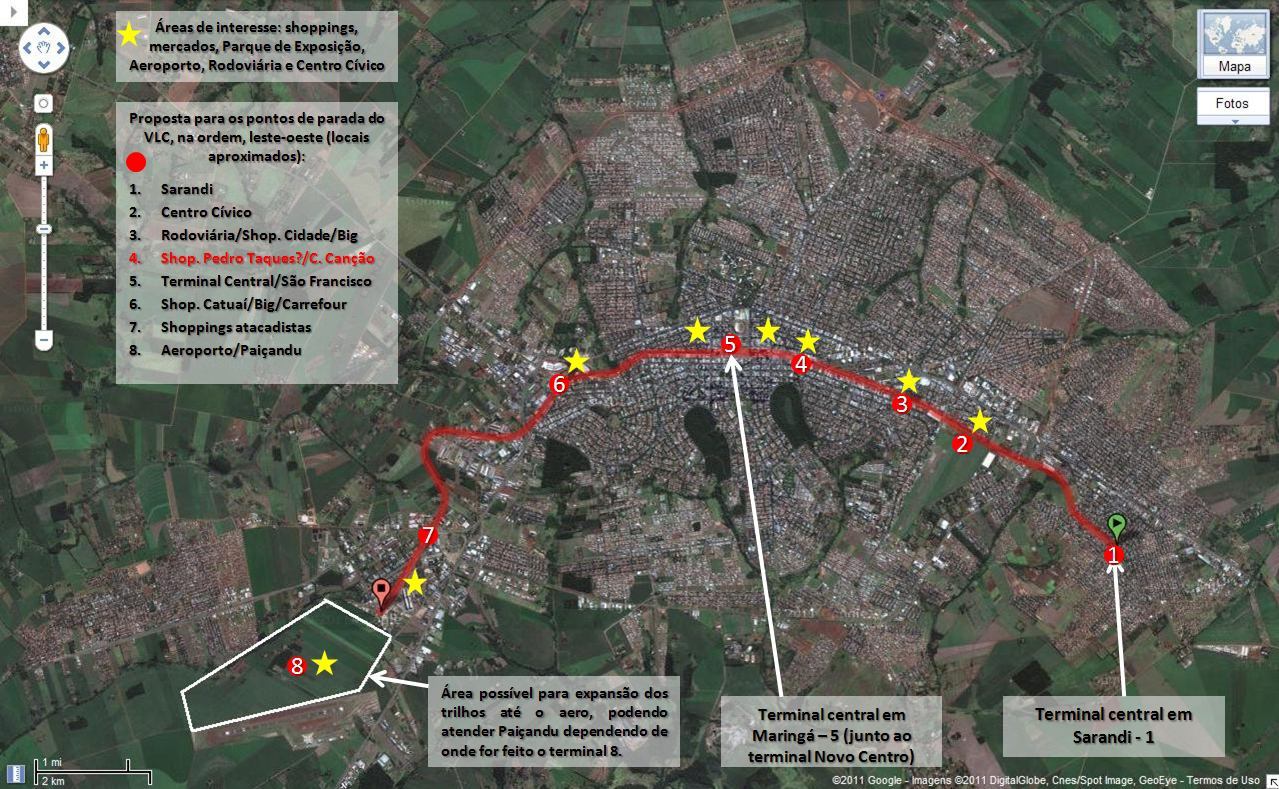 Áreas de interesse: shoppings,
mercados, Parque de Exposição,
Aeroporto, Rodoviária e Centro Cívico
Proposta para os pontos de parada do
VLC, na ordem, leste-oeste (locais
aproximados):
1. Sarandi
2. Centro Cívico
3. Rodoviária/Shop. Cidade/Big
4. Shop. Pedro Taques?/C. Canção
5. Terminal Central/São Francisco
6. Shop. Catuaí/Big/Carrefour
7. Shoppings atacadistas
8. Aeroporto/Paiçandu
Mapa
Fotos
5
4
6
3
2
7
1
8
Área possível para expansão dos
trilhos até o aero, podendo
atender Paiçandu dependendo de
onde for feito o terminal 8.
Terminal central em
Maringá – 5 (junto ao
terminal Novo Centro)
Terminal central em
Sarandi - 1
1 mi
2 km
©2011 Google - Imagens ©2011 DigitalGlobe, Cnes/Spot Image, GeoEye - Termos de Uso